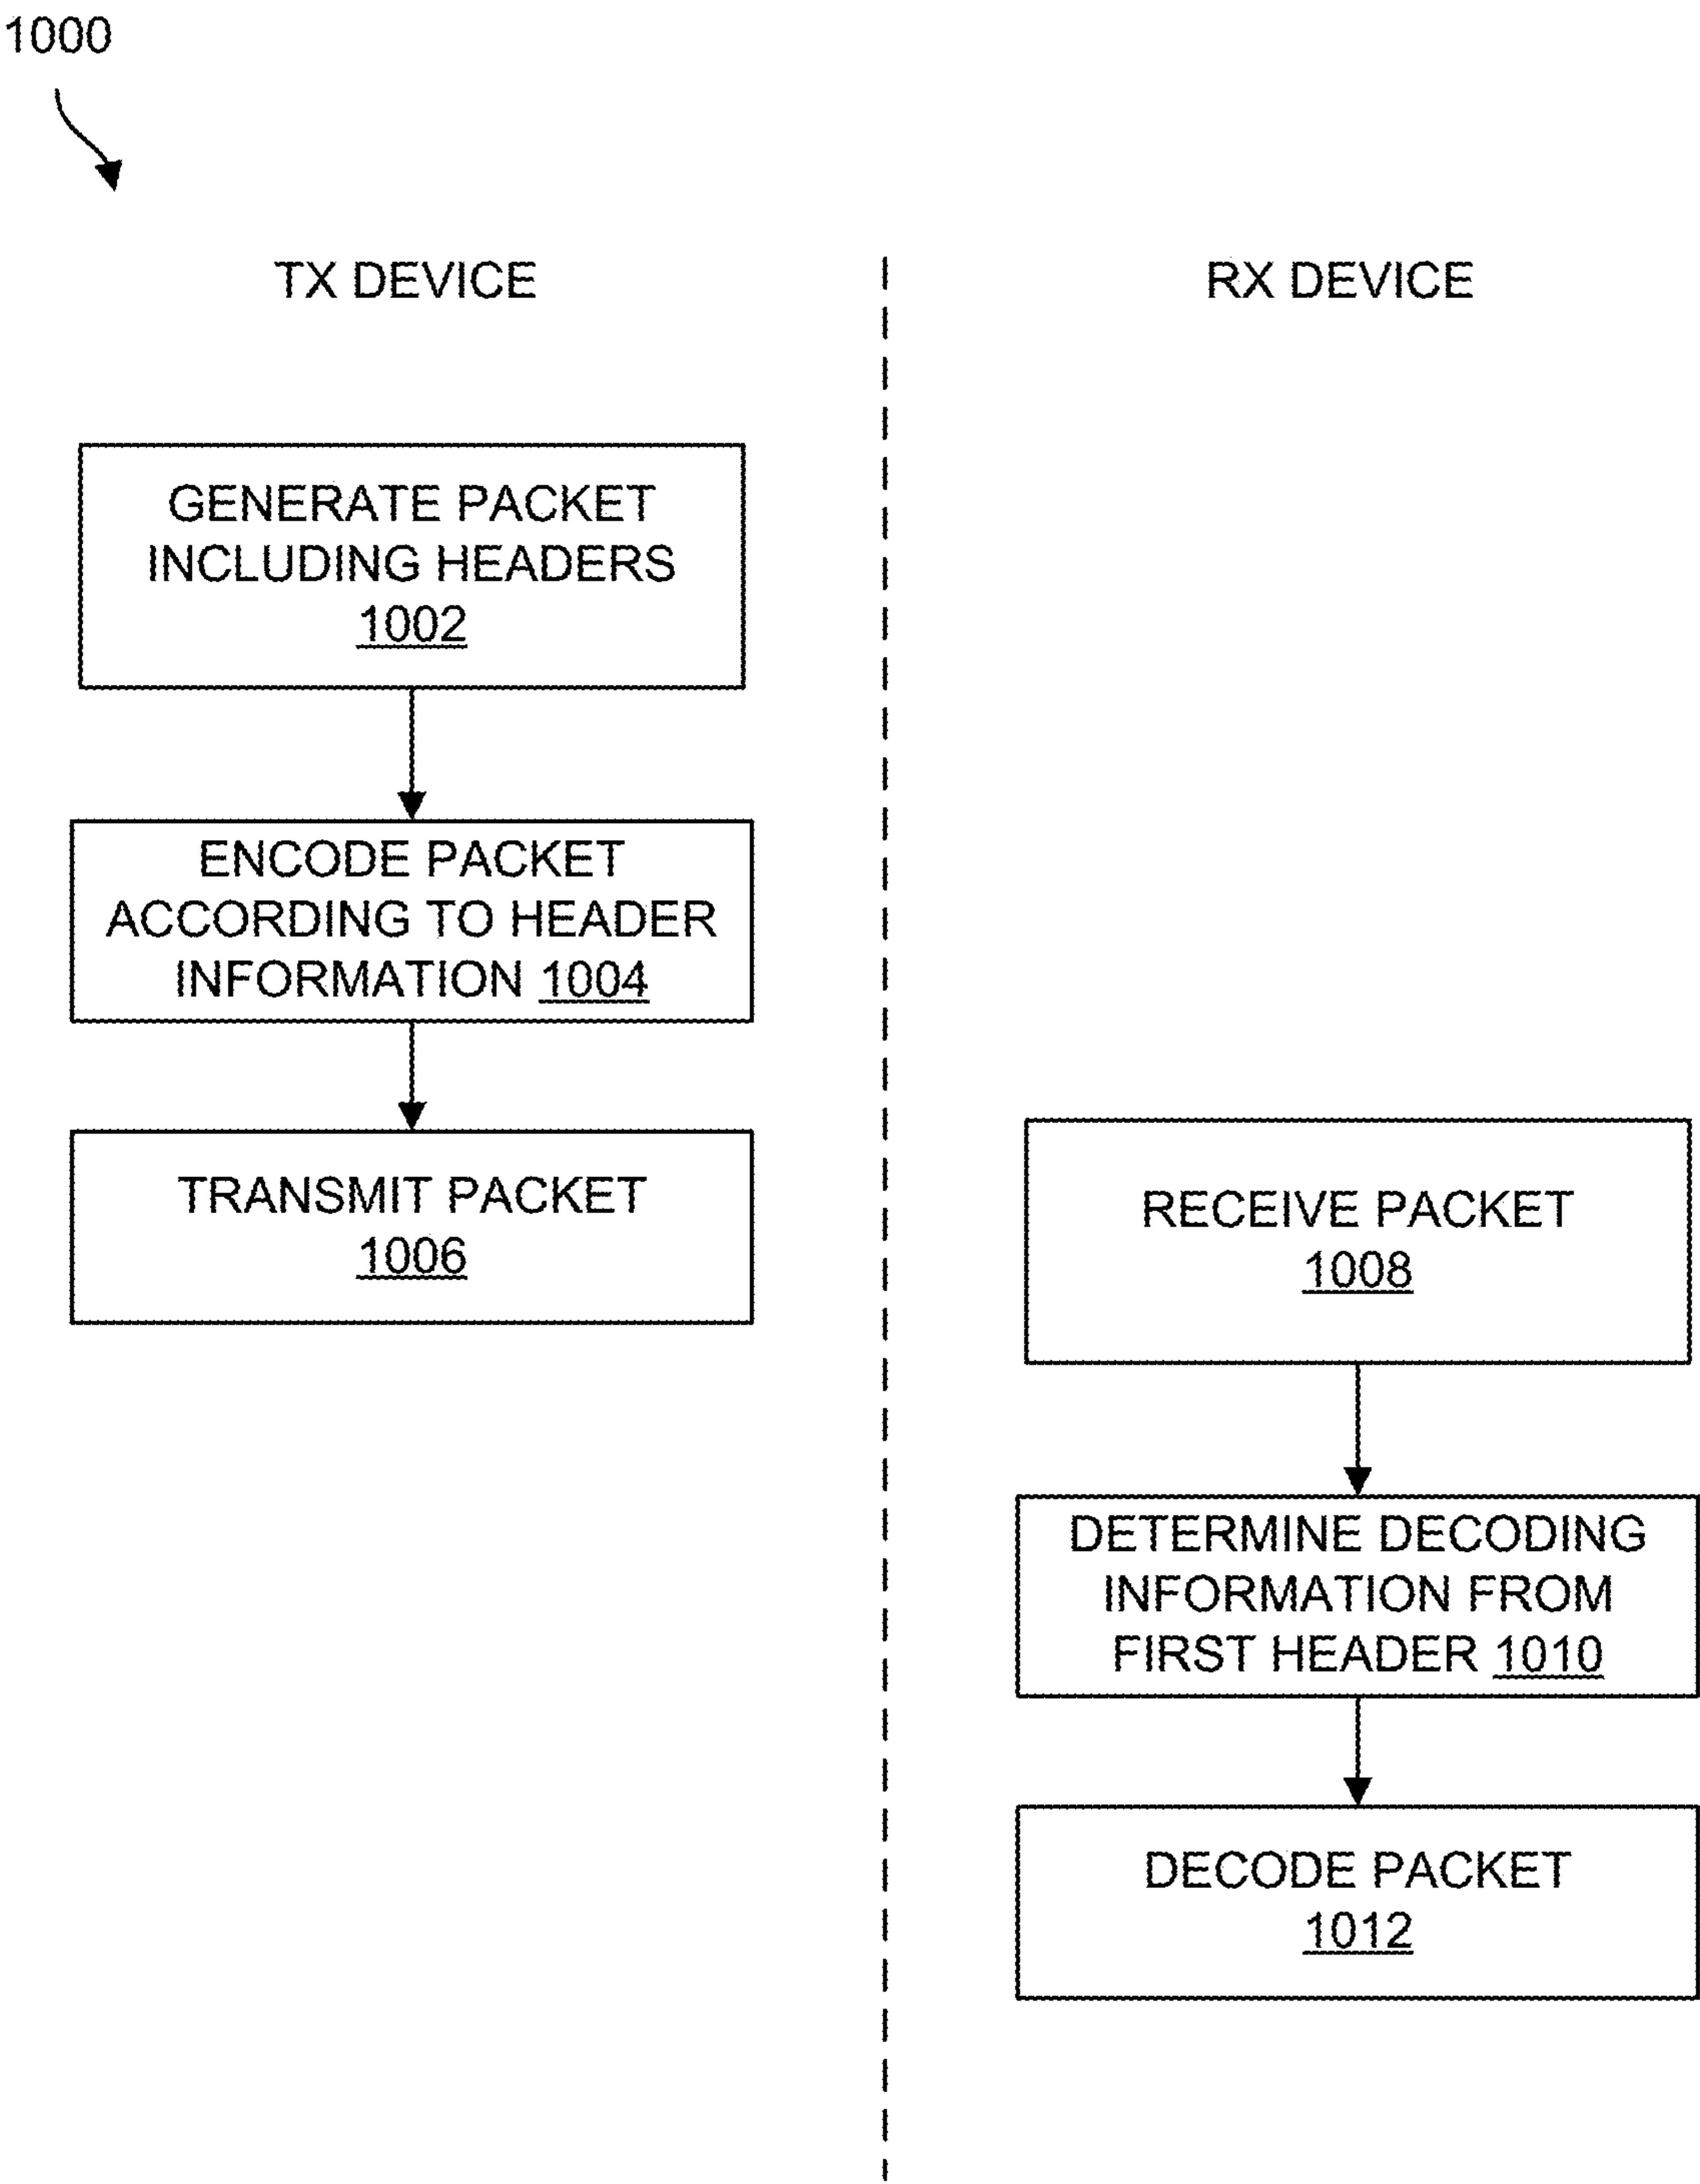 1000
TX DEVICE
RX DEVICE
GENERATE PACKET
INCLUDING HEADERS
1002
ENCODE PACKET
ACCORDING TO HEADER
INFORMATION 1004
TRANSMIT PACKET
1006
RECEIVE PACKET
1008
DETERMINE DECODING
INFORMATION FROM
FIRST HEADER 1010
DECODE PACKET
1012